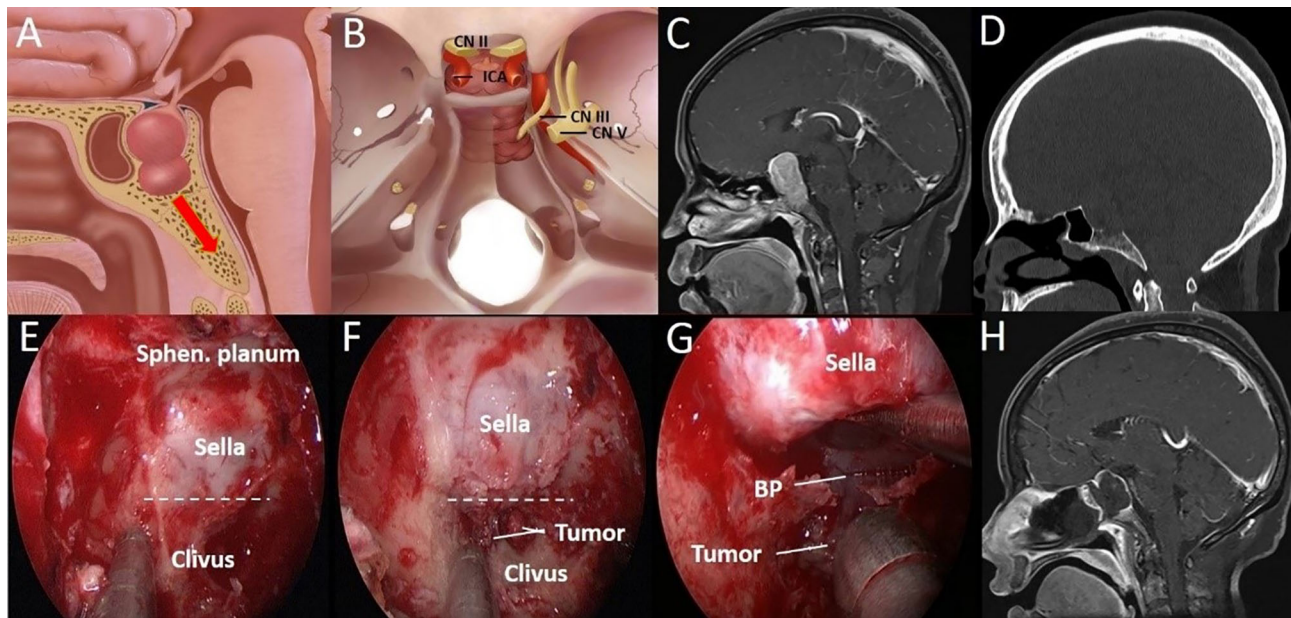 A
B
CN II
ICA
CN III
CN V
C
D
E
Sphen. planum
Sella
Clivus
F
Sella
Tumor
Clivus
G
Sella
BP
Tumor
H